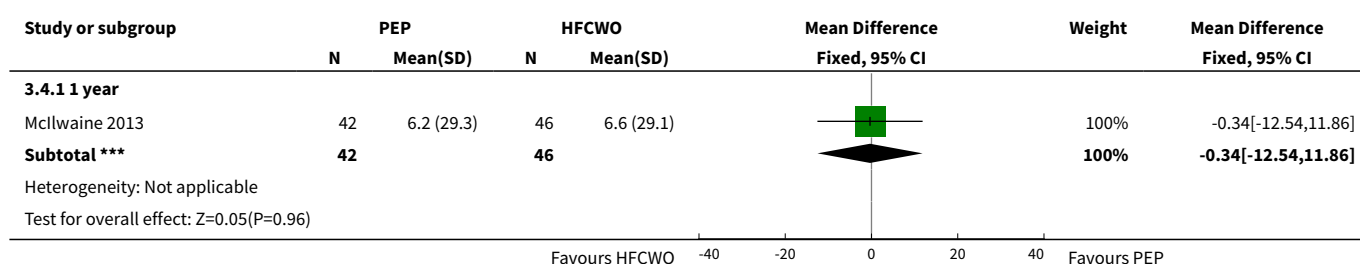 Study or subgroup PEP HFCWO Mean Difference Weight Mean Difference
N Mean(SD) N Mean(SD) Fixed, 95% CI Fixed, 95% CI
3.4.1 1 year
McIlwaine 2013 42 6.2 (29.3) 46 6.6 (29.1) 100% -0.34[-12.54,11.86]
Subtotal *** 42 46 100% -0.34[-12.54,11.86]
Heterogeneity: Not applicable
Test for overall effect: Z=0.05(P=0.96)
Favours HFCWO -40 -20 0 20 40 Favours PEP